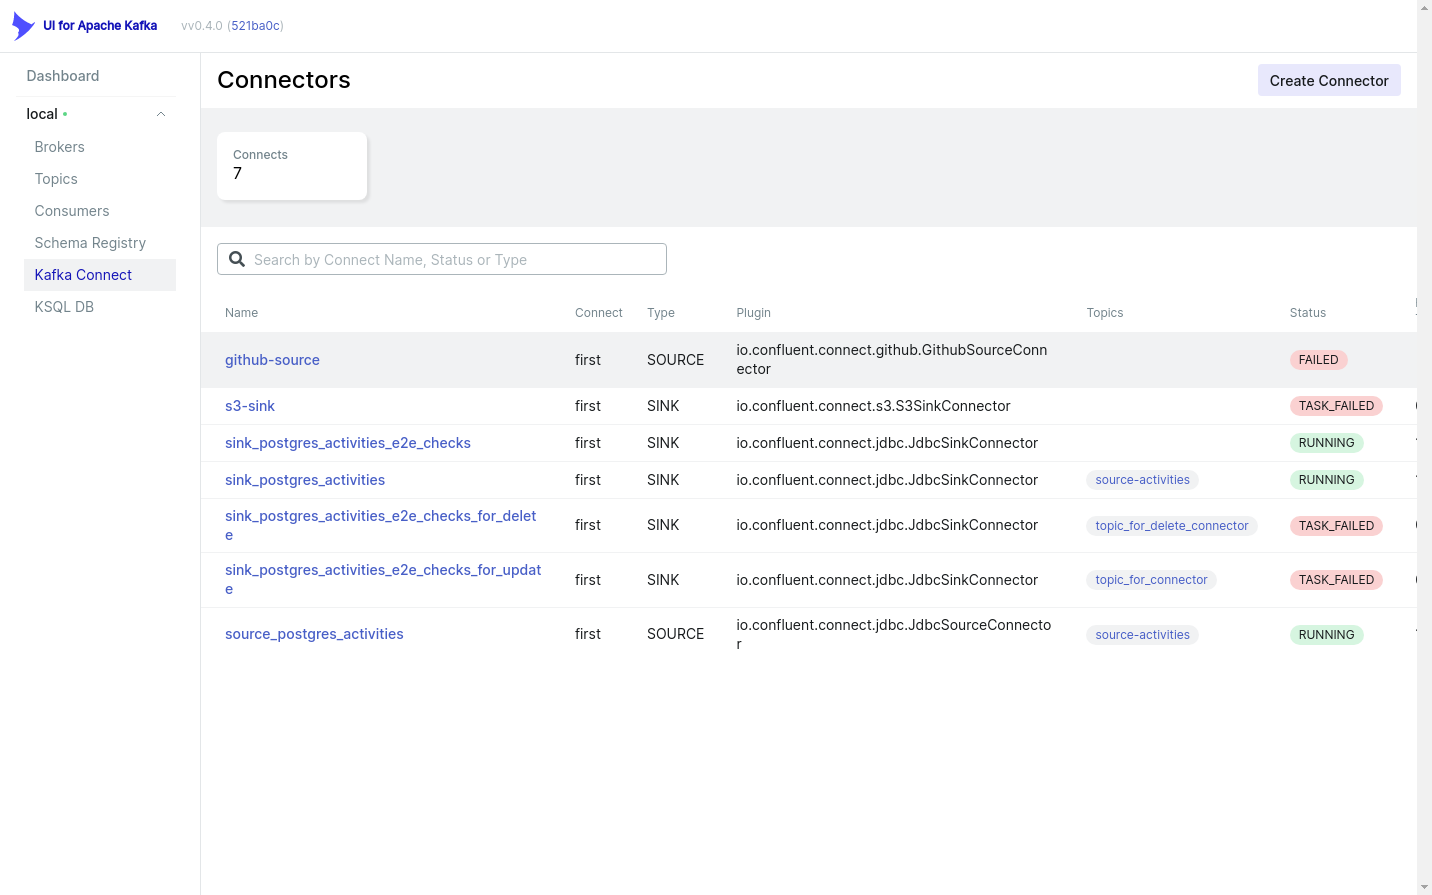 UI for Apache Kafka vv0.4.0 (521ba0c)
Dashboard
local
Brokers
Topics
Consumers
Schema Registry
Kafka Connect
KSQL DB
Connectors
Create Connector
Connects
7
Search by Connect Name, Status or Type
Name Connect Type Plugin Topics Status
github-source first SOURCE io.confluent.connect.github.GithubSourceConn
ector FAILED
s3-sink first SINK io.confluent.connect.s3.S3SinkConnector TASK_FAILED
sink_postgres_activities_e2e_checks first SINK io.confluent.connect.jdbc.JdbcSinkConnector RUNNING
sink_postgres_activities first SINK io.confluent.connect.jdbc.JdbcSinkConnector source-activities RUNNING
sink_postgres_activities_e2e_checks_for_delet
e first SINK io.confluent.connect.jdbc.JdbcSinkConnector topic_for_delete_connector TASK_FAILED
sink_postgres_activities_e2e_checks_for_updat
e first SINK io.confluent.connect.jdbc.JdbcSinkConnector topic_for_connector TASK_FAILED
source_postgres_activities first SOURCE io.confluent.connect.jdbc.JdbcSourceConnecto
r source-activities RUNNING